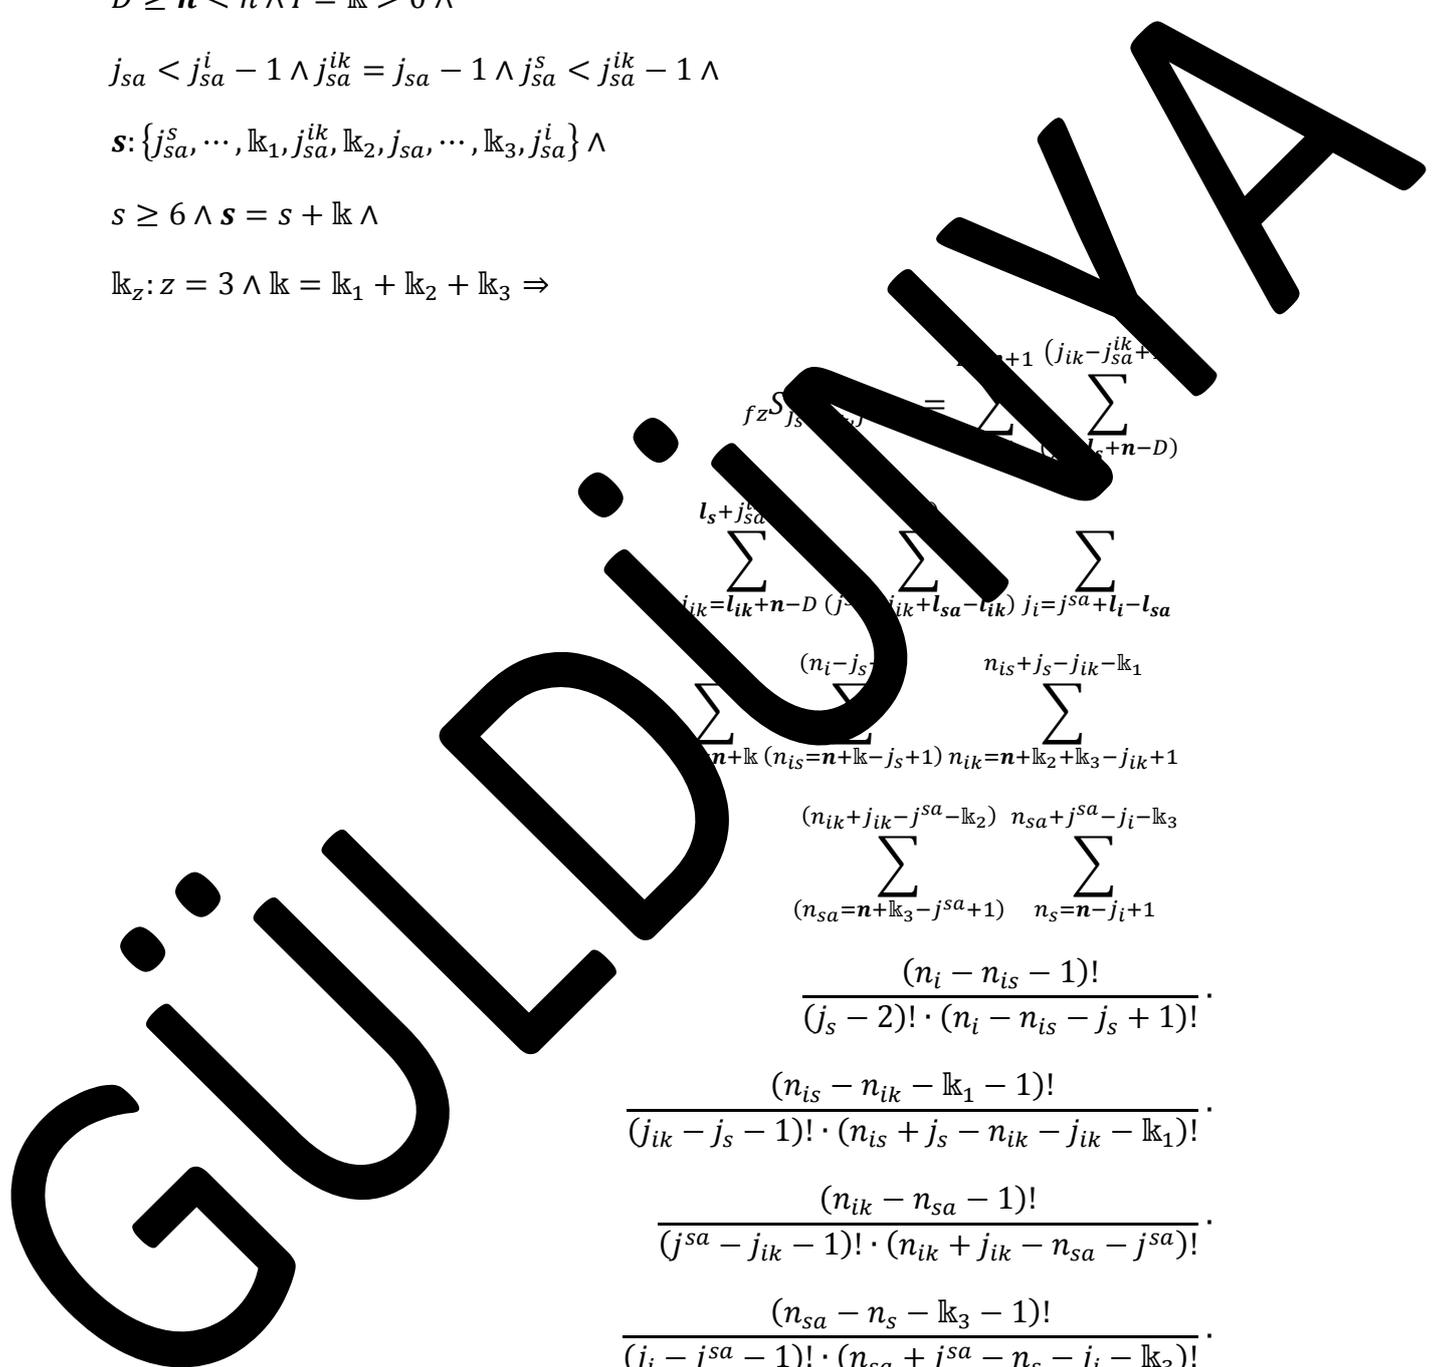 D ≥ 𝒏 < n ∧ I = 𝕜 > 0 ∧
j_{sa} < j_{sa}^{i} − 1 ∧ j_{sa}^{ik} = j_{sa} − 1 ∧ j_{sa}^{s} < j_{sa}^{ik} − 1 ∧
𝒔: {j_{sa}^{s}, ⋯ , 𝕜_1, j_{sa}^{ik}, 𝕜_2, j_{sa}, ⋯ , 𝕜_3, j_{sa}^{i}} ∧
s ≥ 6 ∧ 𝒔 = s + 𝕜 ∧
𝕜_z: z = 3 ∧ 𝕜 = 𝕜_1 + 𝕜_2 + 𝕜_3 ⇒
+1 (j_{ik}−j_{sa}^{ik}+
_{fz}S = ∑ ∑
+𝒏−D)
𝒍_𝒔+j_{sa}
∑ ∑ ∑
j_{ik}=𝒍_{𝒊𝒌}+𝒏−D (j +𝒍_{𝒔𝒂}−𝒍_{𝒊𝒌}) j_i=j^{sa}+𝒍_𝒊−𝒍_{𝒔𝒂}
(n_i−j_s n_{is}+j_s−j_{ik}−𝕜_1
∑ ∑ ∑
𝒏+𝕜 (n_{is}=𝒏+𝕜−j_s+1) n_{ik}=𝒏+𝕜_2+𝕜_3−j_{ik}+1
(n_{ik}+j_{ik}−j^{sa}−𝕜_2) n_{sa}+j^{sa}−j_i−𝕜_3
∑ ∑
(n_{sa}=𝒏+𝕜_3−j^{sa}+1) n_s=𝒏−j_i+1
(n_i − n_{is} − 1)!
(j_s − 2)! · (n_i − n_{is} − j_s + 1)! ·
(n_{is} − n_{ik} − 𝕜_1 − 1)!
(j_{ik} − j_s − 1)! · (n_{is} + j_s − n_{ik} − j_{ik} − 𝕜_1)! ·
(n_{ik} − n_{sa} − 1)!
(j^{sa} − j_{ik} − 1)! · (n_{ik} + j_{ik} − n_{sa} − j^{sa})! ·
(n_{sa} − n_s − 𝕜_3 − 1)!
(j_i − j^{sa} − 1)! · (n_{sa} + j^{sa} − n_s − j_i − 𝕜_3)! ·
GÜLDÜNYA